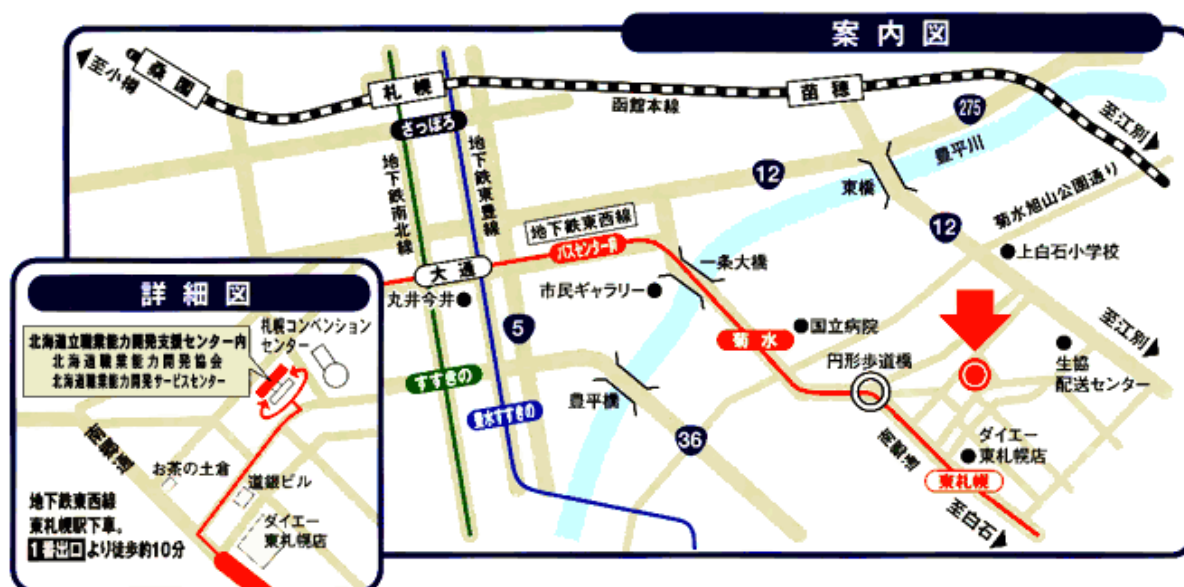 案内図
至小樽
桑園
札幌
苗穂
函館本線
至江別
さっぽろ
275
豊平川
地下鉄南北線
地下鉄東豊線
12
東橋
菊水旭山公園通り
12
地下鉄東西線
バスセンター前
大通
一条大橋
上白石小学校
丸井今井
市民ギャラリー
5
菊水
国立病院
円形歩道橋
至江別
生協
配送センター
すすきの
豊水すすきの
豊平橋
36
南郷通
ダイエー
東札幌店
東札幌
至白石
詳細図
北海道立職業能力開発支援センター内
北海道職業能力開発協会
北海道職業能力開発サービスセンター
札幌コンベンション
センター
南郷通
お茶の土倉
道銀ビル
ダイエー
東札幌店
地下鉄東西線
東札幌駅下車。
1番出口より徒歩約10分